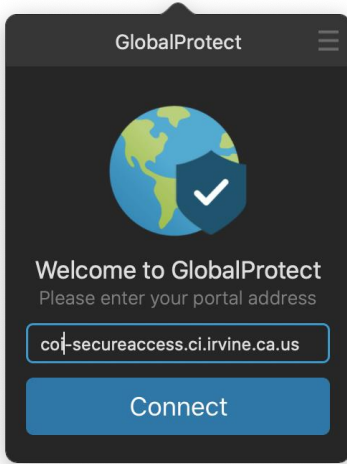 GlobalProtect
Welcome to GlobalProtect
Please enter your portal address
coi-secureaccess.ci.irvine.ca.us
Connect